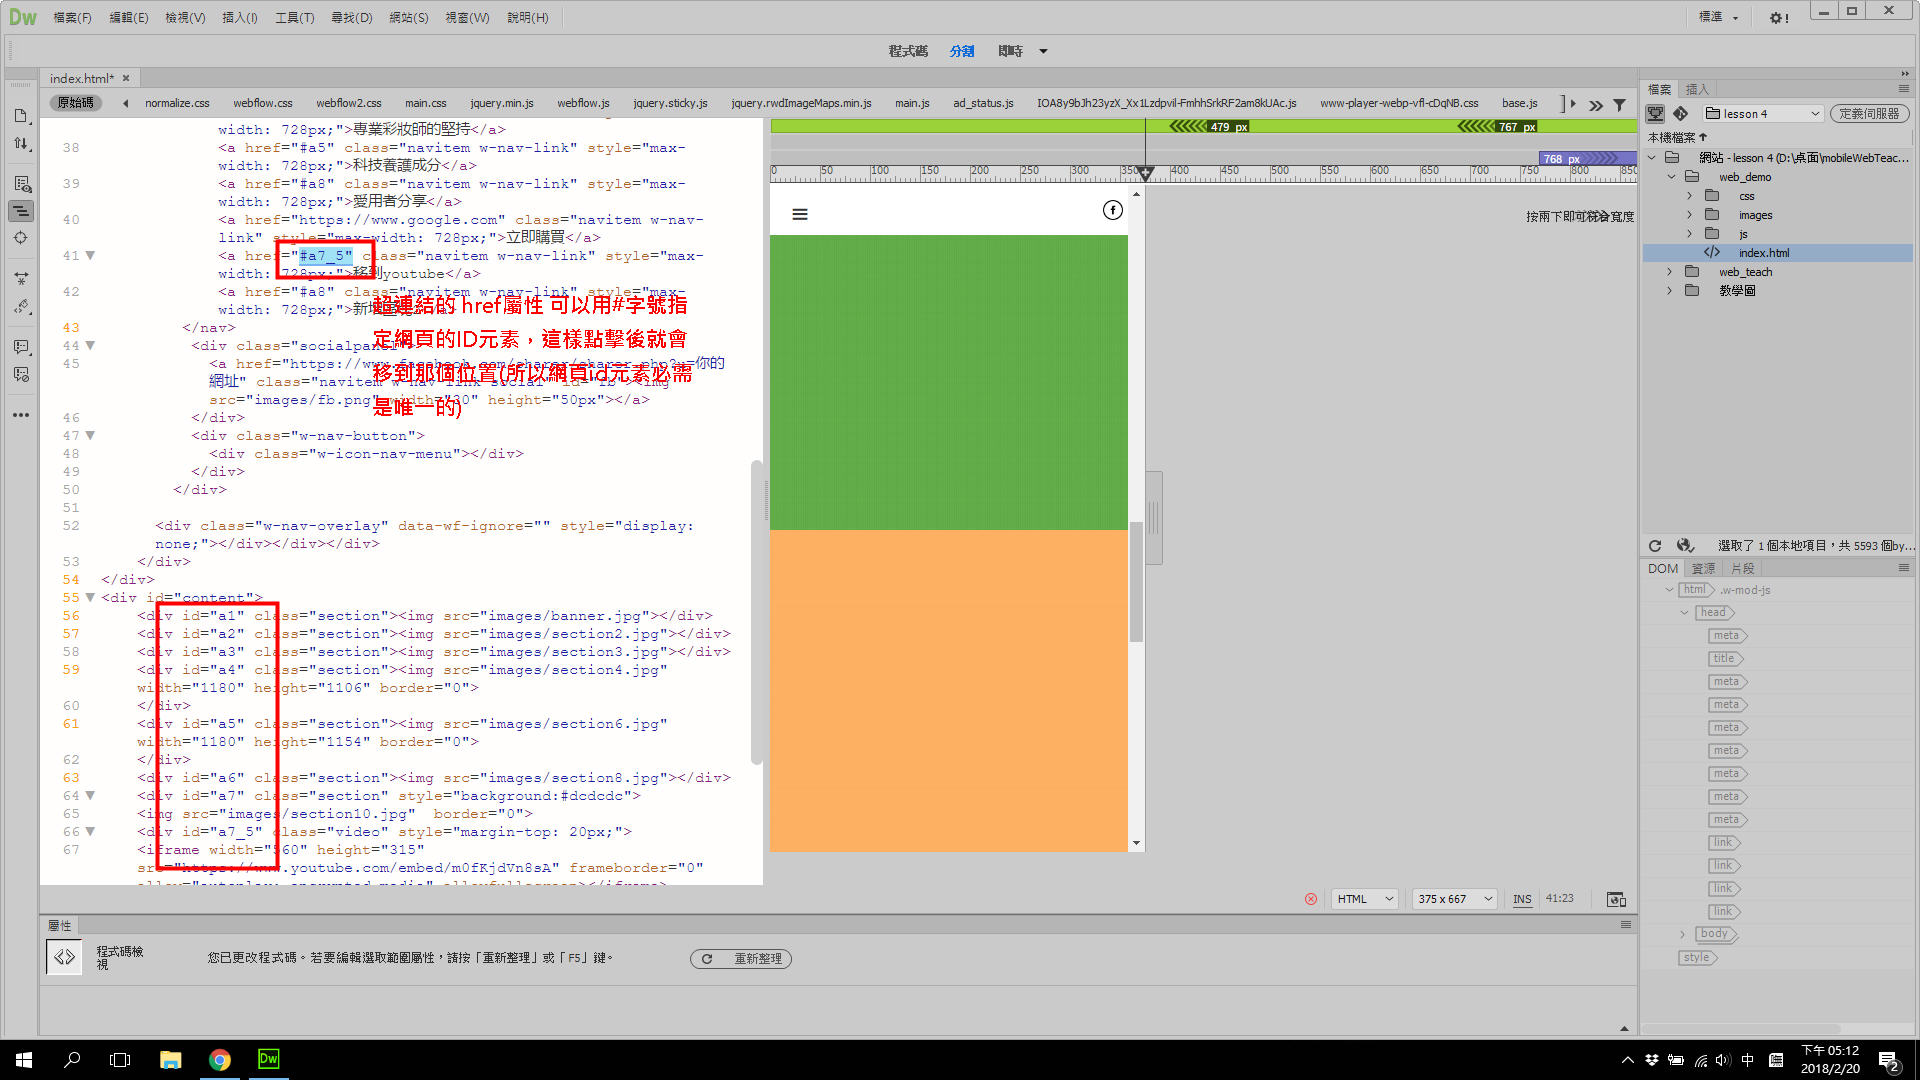 Dw 檔案(F) 編輯(E) 檢視(V) 插入(I) 工具(T) 尋找(D) 網站(S) 視窗(W) 說明(H) 標準
程式碼 分割 即時
index.html* ×
原始碼 normalize.css webflow.css webflow2.css main.css jquery.min.js webflow.js jquery.sticky.js jquery.rwdImageMaps.min.js main.js ad_status.js IOA8y9bJh23yzX_Xx1Lzdpvil-FmhhSrkRF2am8kUAc.js www-player-webp-vfl-cDqNB.css base.js
width: 728px;">專業彩妝師的堅持</a>
38 <a href="#a5" class="navitem w-nav-link" style="max-
width: 728px;">科技養護成分</a>
39 <a href="#a8" class="navitem w-nav-link" style="max-
width: 728px;">愛用者分享</a>
40 <a href="https://www.google.com" class="navitem w-nav-
link" style="max-width: 728px;">立即購買</a>
41 <a href="#a7_5" class="navitem w-nav-link" style="max-
width: 728px;">移到youtube</a>
42 <a href="#a8" class="navitem w-nav-link" style="max-
width: 728px;">
超連結的 href屬性 可以用#字號指
定網頁的ID元素，這樣點擊後就會
移到那個位置(所以網頁id元素必需
是唯一的)
43 </nav>
44 <div class="socialpanel">
45 <a href="https://www.facebook.com/sharer/sharer.php?u=你的
網址" class="navitem w-nav-link social" id="fb"><img
src="images/fb.png" width="30" height="50px"></a>
46 </div>
47 <div class="w-nav-button">
48 <div class="w-icon-nav-menu"></div>
49 </div>
50 </div>
51
52 <div class="w-nav-overlay" data-wf-ignore="" style="display:
none;"></div></div></div>
53 </div>
54 </div>
55 <div id="content">
56 <div id="a1" class="section"><img src="images/banner.jpg"></div>
57 <div id="a2" class="section"><img src="images/section2.jpg"></div>
58 <div id="a3" class="section"><img src="images/section3.jpg"></div>
59 <div id="a4" class="section"><img src="images/section4.jpg"
width="1180" height="1106" border="0">
60 </div>
61 <div id="a5" class="section"><img src="images/section6.jpg"
width="1180" height="1154" border="0">
62 </div>
63 <div id="a6" class="section"><img src="images/section8.jpg"></div>
64 <div id="a7" class="section" style="background:#dcdcdc">
65 <img src="images/section10.jpg" border="0">
66 <div id="a7_5" class="video" style="margin-top: 20px;">
67 <iframe width="560" height="315"
src="https://www.youtube.com/embed/m0fKjdVn8sA" frameborder="0"
479 px 767 px
768 px
0 50 100 150 200 250 300 350 400 450 500 550 600 650 700 750 800 850
按兩下即可
HTML 375 x 667 INS 41:23
屬性
程式碼檢
視
您已更改程式碼。若要編輯選取範圍屬性，請按「重新整理」或「F5」鍵。 重新整理
檔案 插入
lesson 4 定義伺服器
本機檔案
網站 - lesson 4 (D:\桌面\mobileWebTeac...
web_demo
css
images
js
index.html
web_teach
教學圖
選取了 1 個本地項目，共 5593 個by...
DOM 資源 片段
html .w-mod-js
head
meta
title
meta
meta
meta
meta
meta
meta
meta
link
link
link
link
body
style
Dw
中
下午 05:12
2018/2/20
2